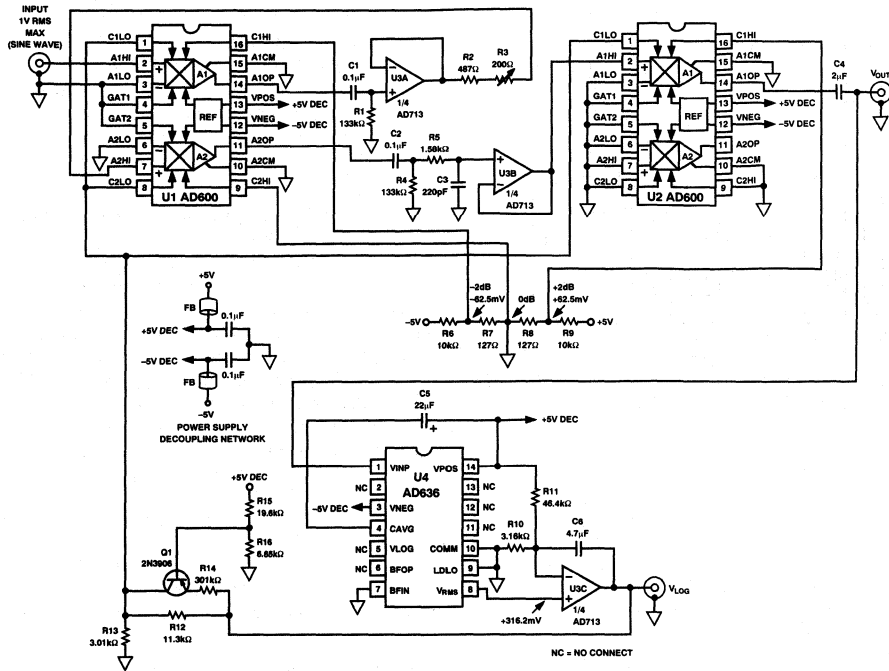 INPUT
1V RMS
MAX
(SINE WAVE)
C1LO
1
16
C1HI
A1HI
2
A1
15
A1CM
A1LO
3
14
A1OP
GAT1
4
REF
13
VPOS
+5V DEC
GAT2
5
12
VNEG
–5V DEC
A2LO
6
A2
11
A2OP
A2HI
7
10
A2CM
C2LO
8
9
C2HI
U1 AD600
C1
0.1µF
U3A
1/4
AD713
R1
133kΩ
R2
487Ω
R3
200Ω
C2
0.1µF
R5
1.58kΩ
R4
133kΩ
C3
220pF
U3B
1/4
AD713
C1LO
1
16
C1HI
A1HI
2
A1
15
A1CM
A1LO
3
14
A1OP
GAT1
4
REF
13
VPOS
+5V DEC
GAT2
5
12
VNEG
–5V DEC
A2LO
6
A2
11
A2OP
A2HI
7
10
A2CM
C2LO
8
9
C2HI
U2 AD600
C4
2µF
VOUT
–2dB
–62.5mV
0dB
+2dB
+62.5mV
–5V
R6
10kΩ
R7
127Ω
R8
127Ω
R9
10kΩ
+5V
+5V
FB
0.1µF
+5V DEC
–5V DEC
FB
0.1µF
–5V
POWER SUPPLY
DECOUPLING NETWORK
C5
22µF
+
+5V DEC
1
VINP
VPOS
14
U4
AD636
NC
2
13
NC
–5V DEC
3
VNEG
12
NC
4
CAVG
11
NC
NC
5
VLOG
COMM
10
NC
6
BFOP
LDLO
9
7
BFIN
VRMS
8
R11
46.4kΩ
R10
3.16kΩ
C6
4.7µF
U3C
1/4
AD713
+316.2mV
VLOG
+5V DEC
R15
19.6kΩ
R16
6.65kΩ
Q1
2N3906
R14
301kΩ
R12
11.3kΩ
R13
3.01kΩ
NC = NO CONNECT